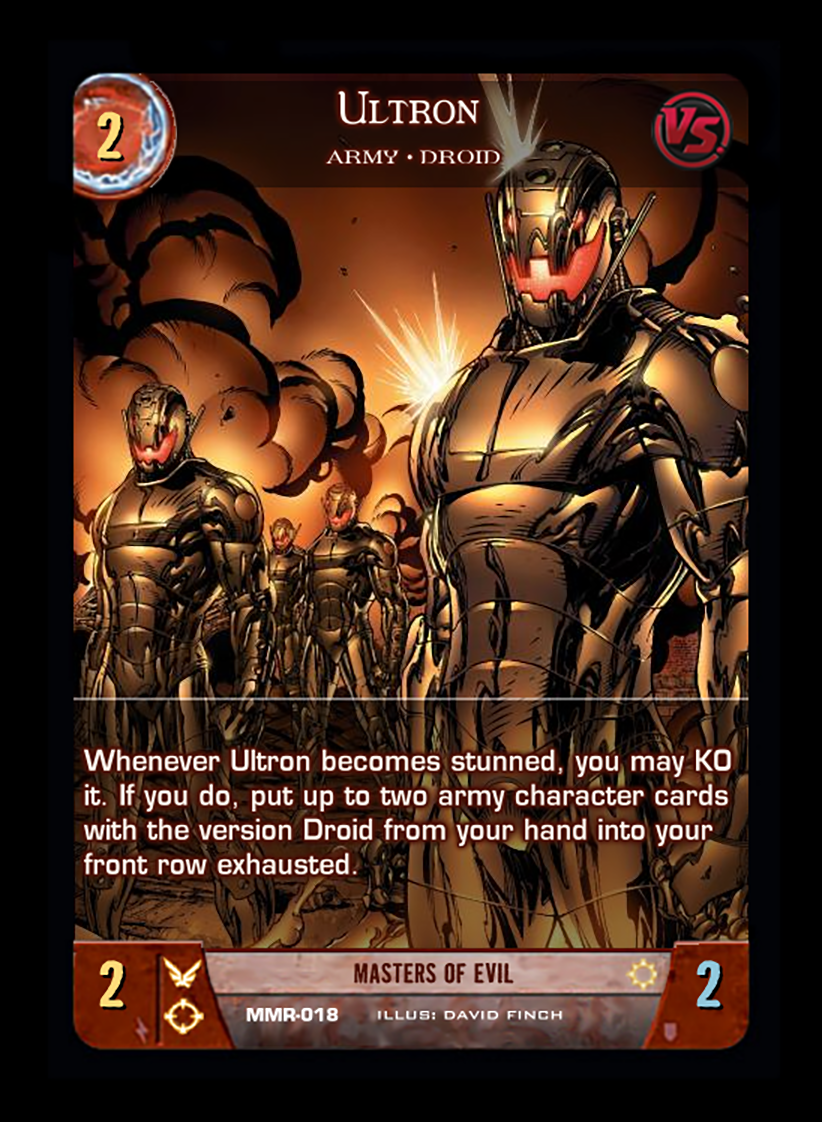 2
ULTRON
VS.
ARMY • DROID
Whenever Ultron becomes stunned, you may KO
it. If you do, put up to two army character cards
with the version Droid from your hand into your
front row exhausted.
2
MASTERS OF EVIL
2
MMR-018 ILLUS: DAVID FINCH